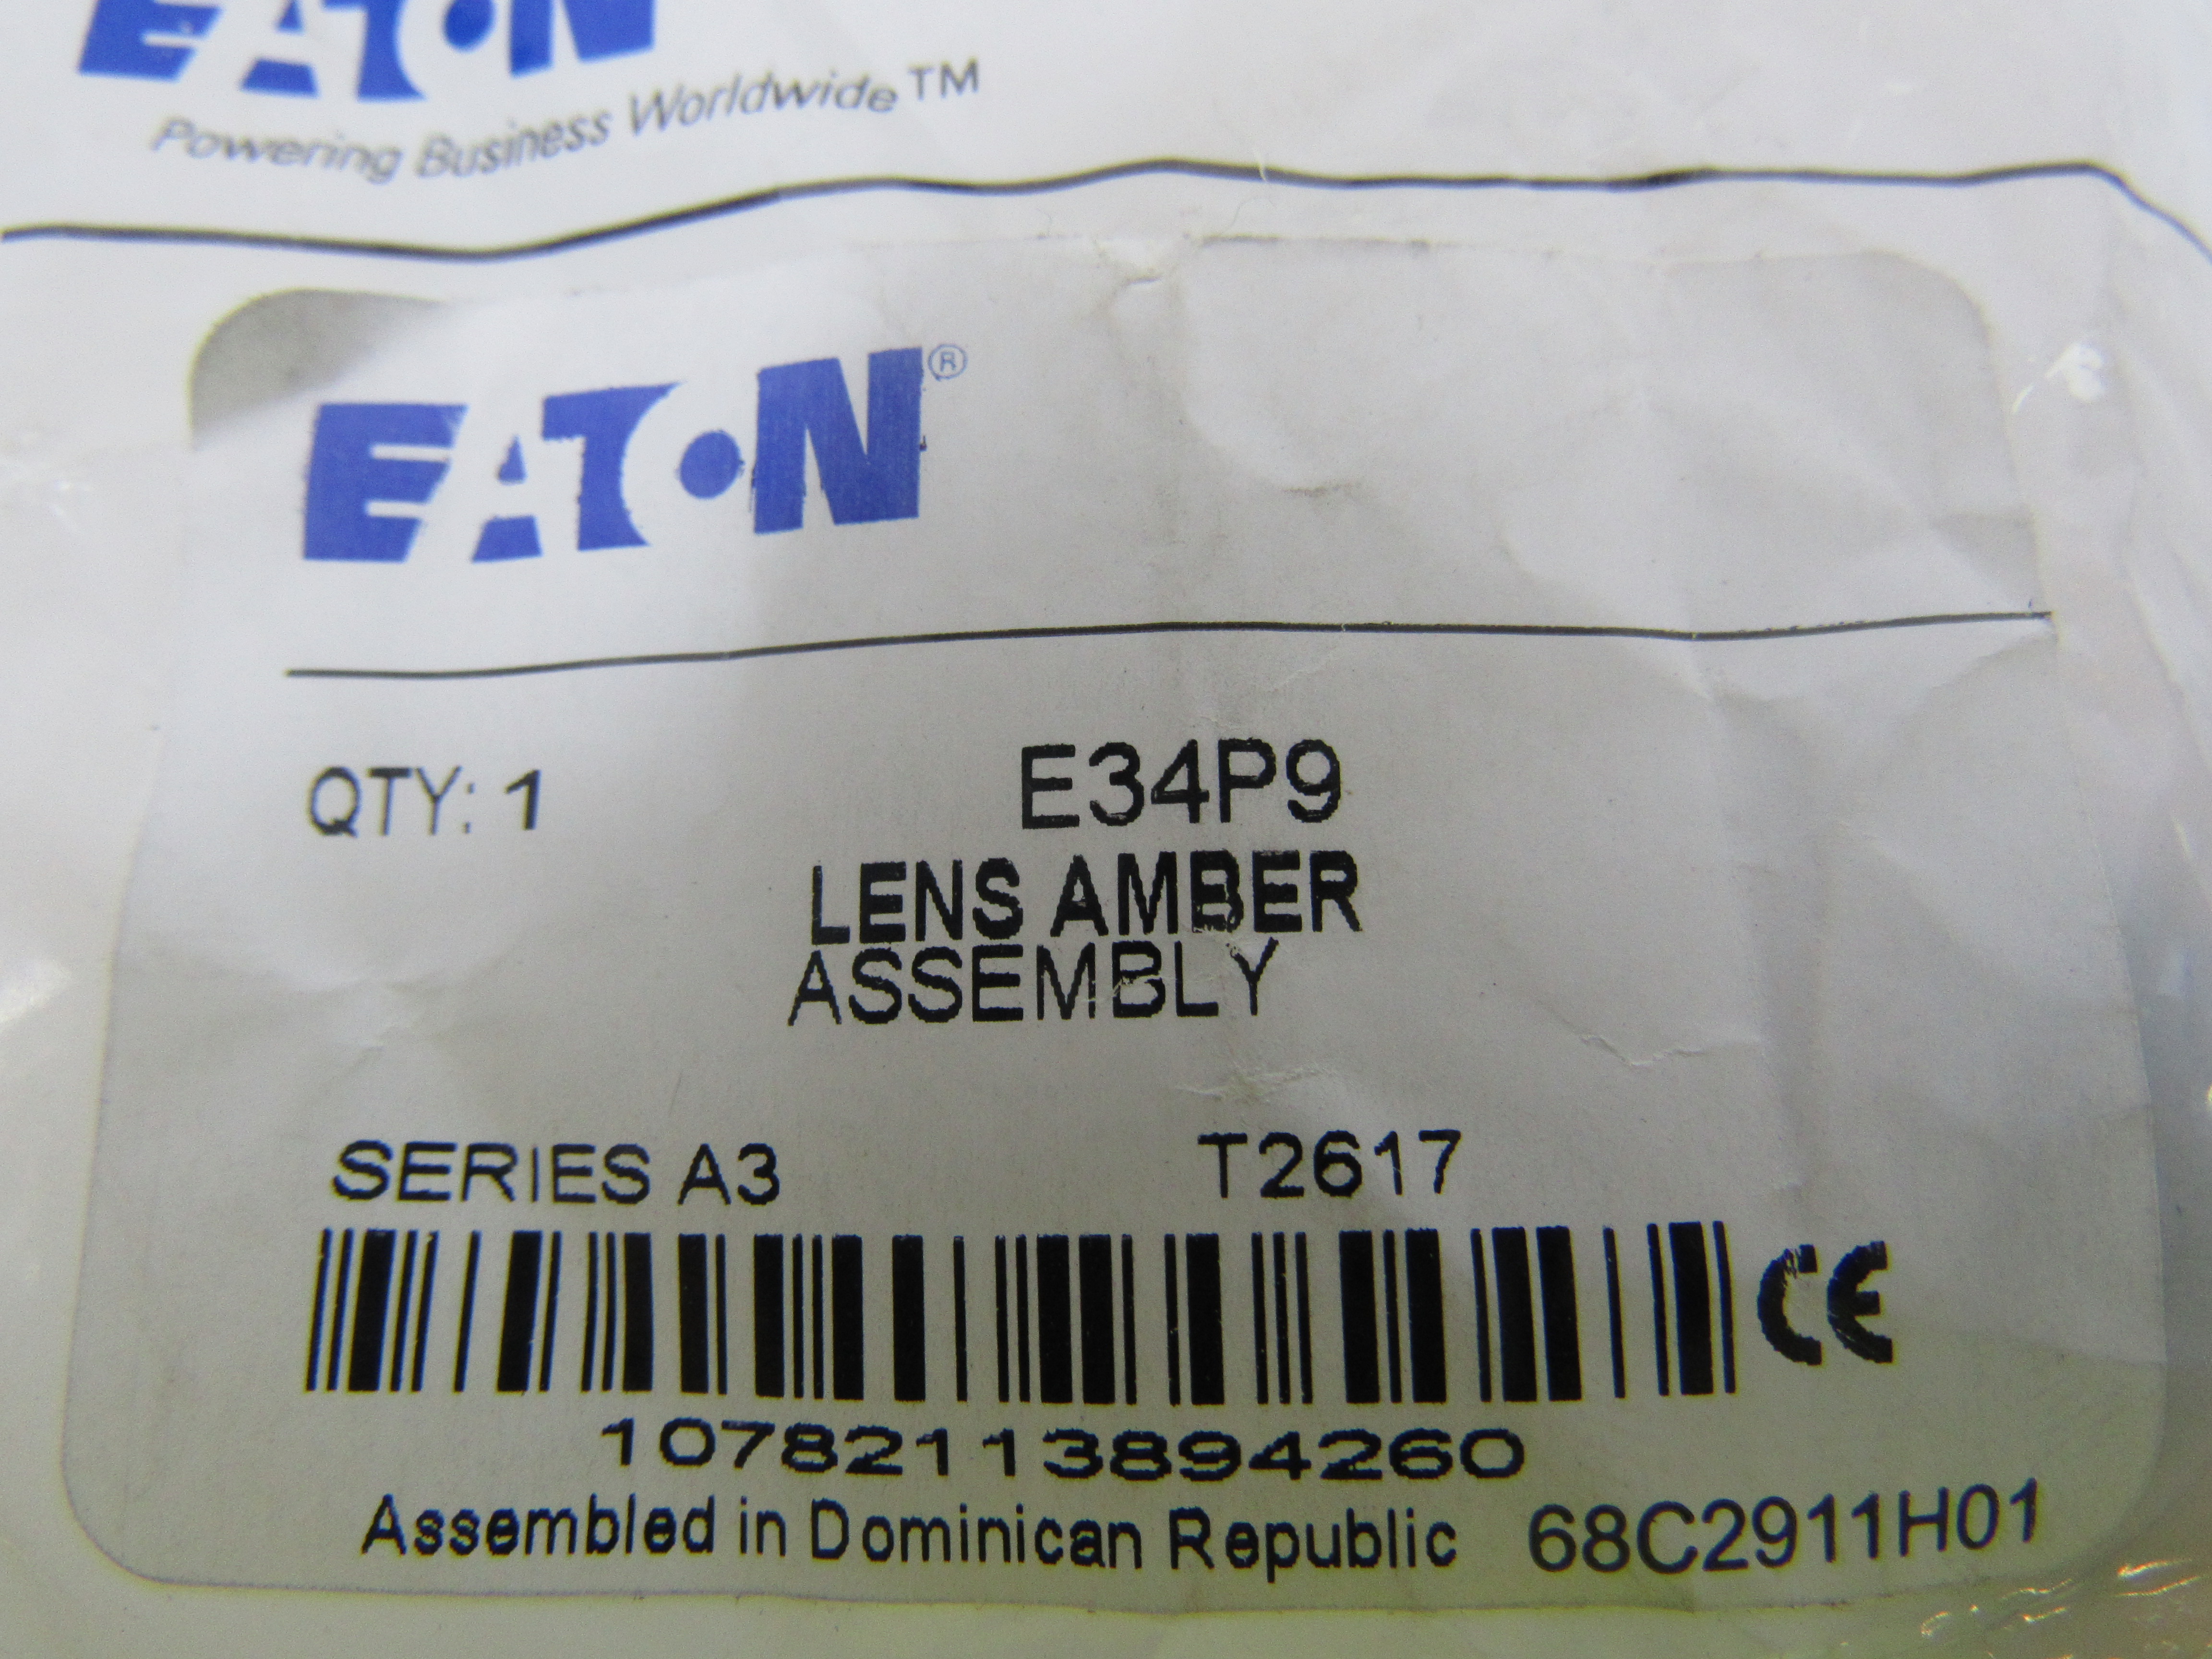 EATON
Powering Business Worldwide™
EATON®
QTY: 1 E34P9
LENS AMBER
ASSEMBLY
SERIES A3 T2617
CE
10782113894260
Assembled in Dominican Republic 68C2911H01